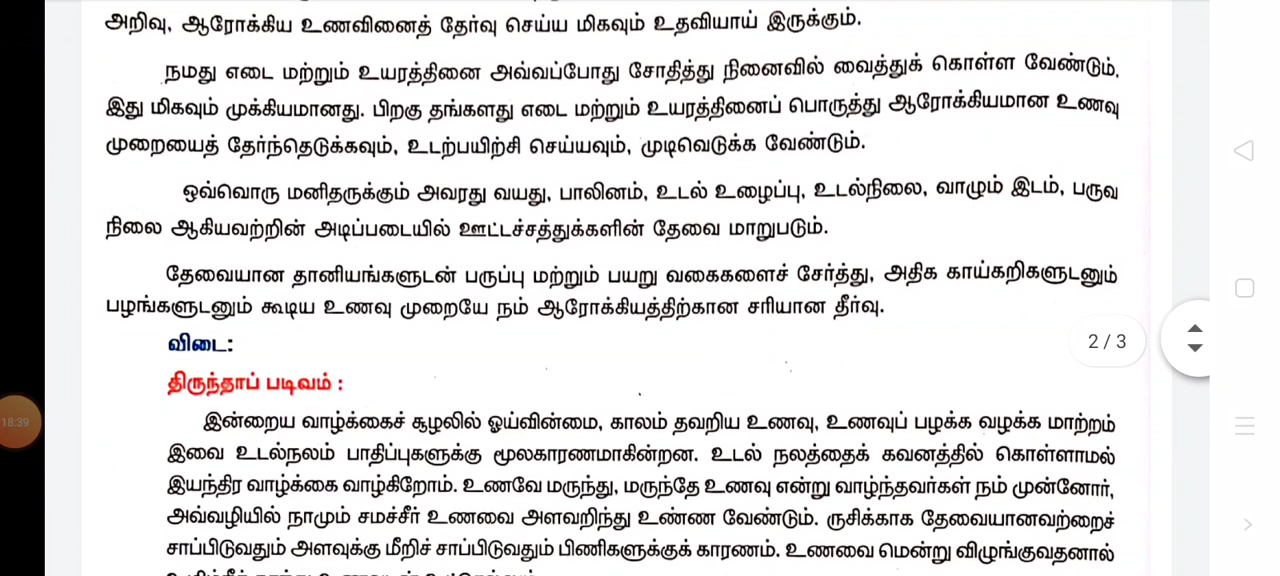 அறிவு, ஆரோக்கிய உணவினைத் தேர்வு செய்ய மிகவும் உதவியாய் இருக்கும்.
நமது எடை மற்றும் உயரத்தினை அவ்வப்போது சோதித்து நினைவில் வைத்துக் கொள்ள வேண்டும்.
இது மிகவும் முக்கியமானது. பிறகு தங்களது எடை மற்றும் உயரத்தினைப் பொருத்து ஆரோக்கியமான உணவு
முறையைத் தேர்ந்தெடுக்கவும், உடற்பயிற்சி செய்யவும், முடிவெடுக்க வேண்டும்.
ஒவ்வொரு மனிதருக்கும் அவரது வயது, பாலினம், உடல் உழைப்பு, உடல்நிலை, வாழும் இடம், பருவ
நிலை ஆகியவற்றின் அடிப்படையில் ஊட்டச்சத்துக்களின் தேவை மாறுபடும்.
தேவையான தானியங்களுடன் பருப்பு மற்றும் பயறு வகைகளைச் சேர்த்து, அதிக காய்கறிகளுடனும்
பழங்களுடனும் கூடிய உணவு முறையே நம் ஆரோக்கியத்திற்கான சரியான தீர்வு.
விடை:
2 / 3
திருந்தாப் படிவம் :
18:39
இன்றைய வாழ்க்கைச் சூழலில் ஓய்வின்மை, காலம் தவறிய உணவு, உணவுப் பழக்க வழக்க மாற்றம்
இவை உடல்நலம் பாதிப்புகளுக்கு மூலகாரணமாகின்றன. உடல் நலத்தைக் கவனத்தில் கொள்ளாமல்
இயந்திர வாழ்க்கை வாழ்கிறோம். உணவே மருந்து, மருந்தே உணவு என்று வாழ்ந்தவர்கள் நம் முன்னோர்,
அவ்வழியில் நாமும் சமச்சீர் உணவை அளவறிந்து உண்ண வேண்டும். ருசிக்காக தேவையானவற்றைச்
சாப்பிடுவதும் அளவுக்கு மீறிச் சாப்பிடுவதும் பிணிகளுக்குக் காரணம். உணவை மென்று விழுங்குவதனால்